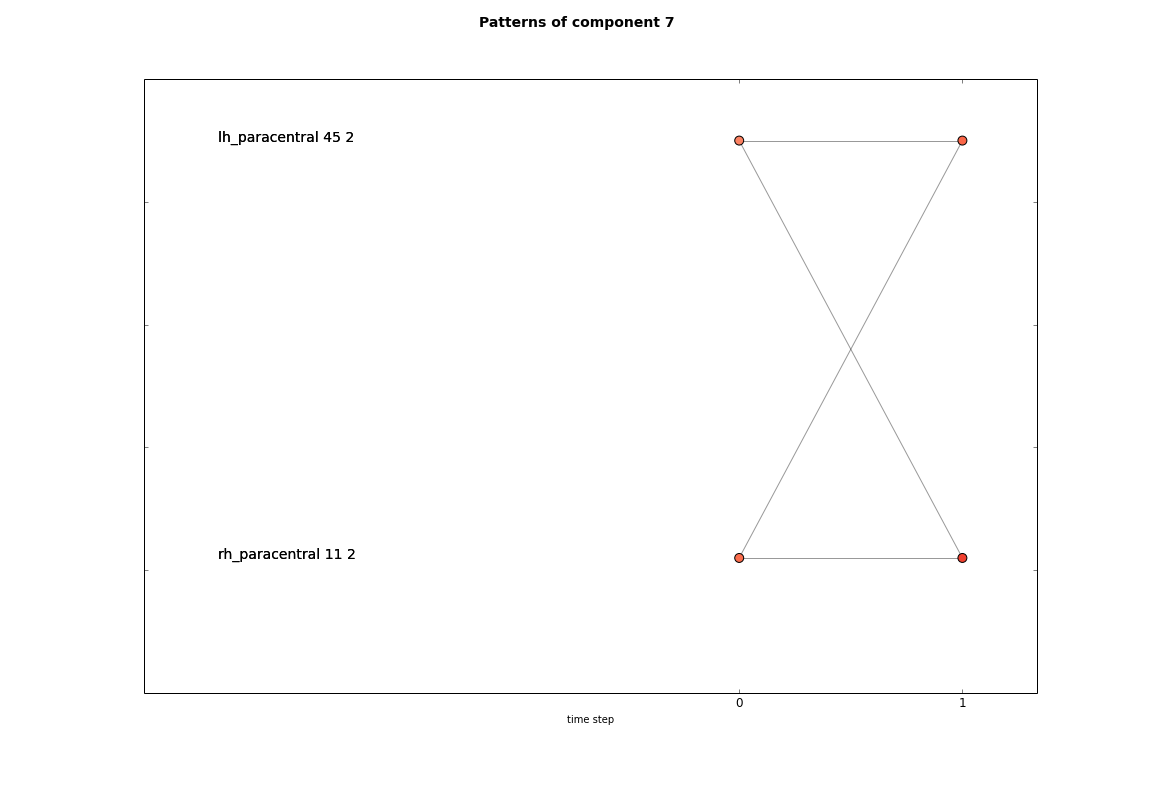 Patterns of component 7
lh_paracentral 45 2
rh_paracentral 11 2
0 1
time step